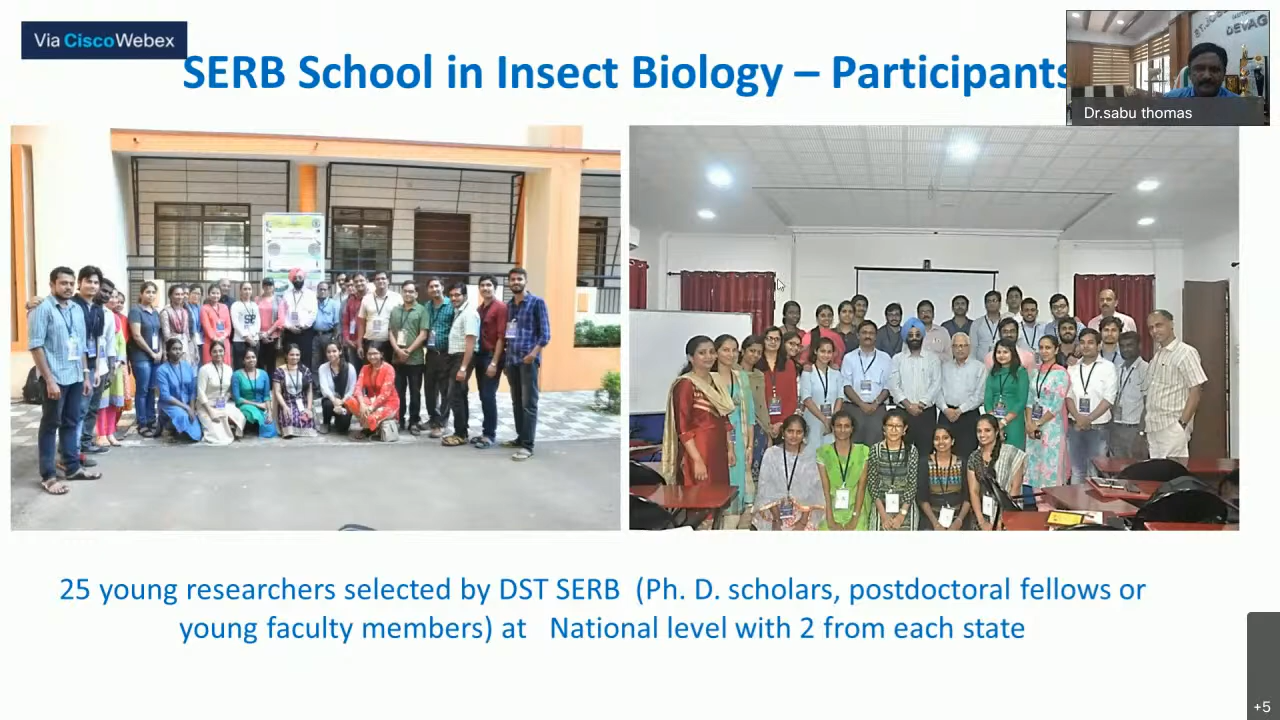 Via CiscoWebex
SERB School in Insect Biology – Participants
Dr.sabu thomas
25 young researchers selected by DST SERB (Ph. D. scholars, postdoctoral fellows or
young faculty members) at National level with 2 from each state
+5